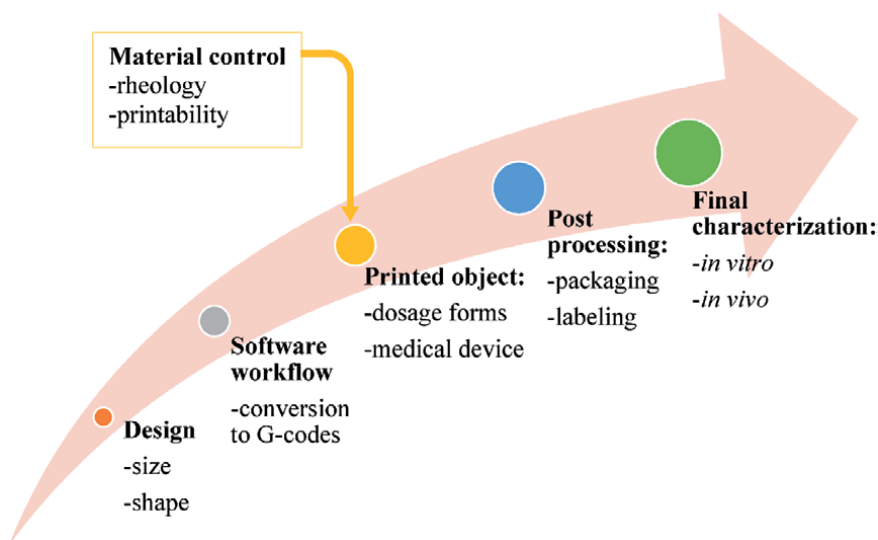 Material control
-rheology
-printability
Design
-size
-shape
Software
workflow
-conversion
to G-codes
Printed object:
-dosage forms
-medical device
Post
processing:
-packaging
-labeling
Final
characterization:
-in vitro
-in vivo